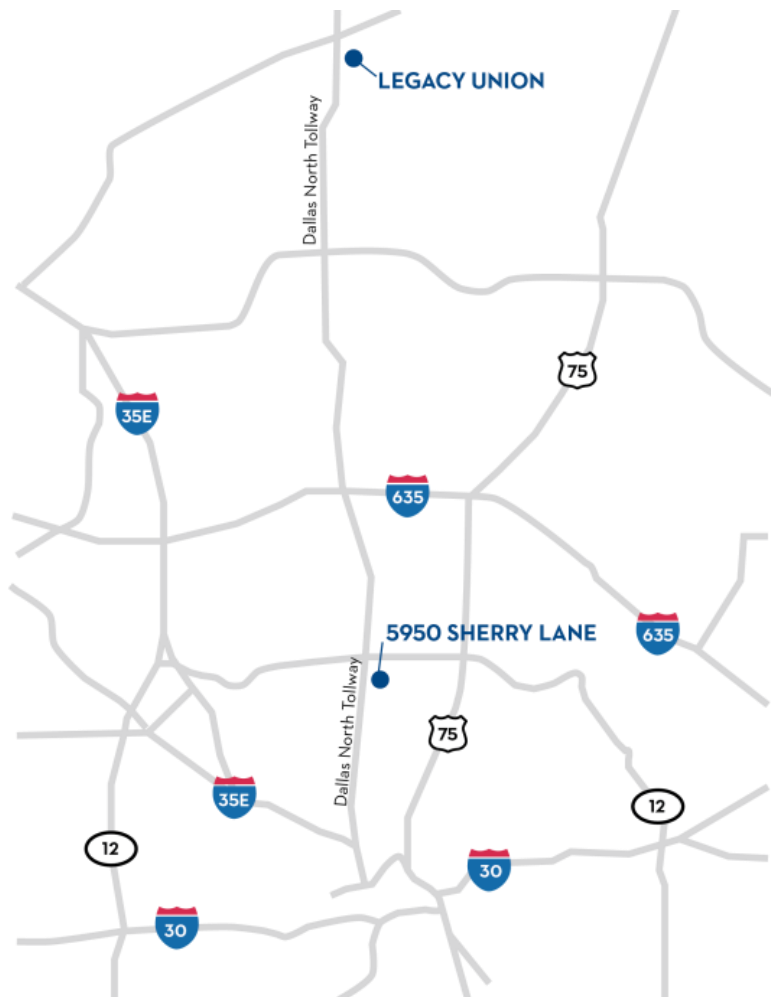 LEGACY UNION
Dallas North Tollway
75
35E
635
5950 SHERRY LANE
635
Dallas North Tollway
75
35E
12
12
30
30